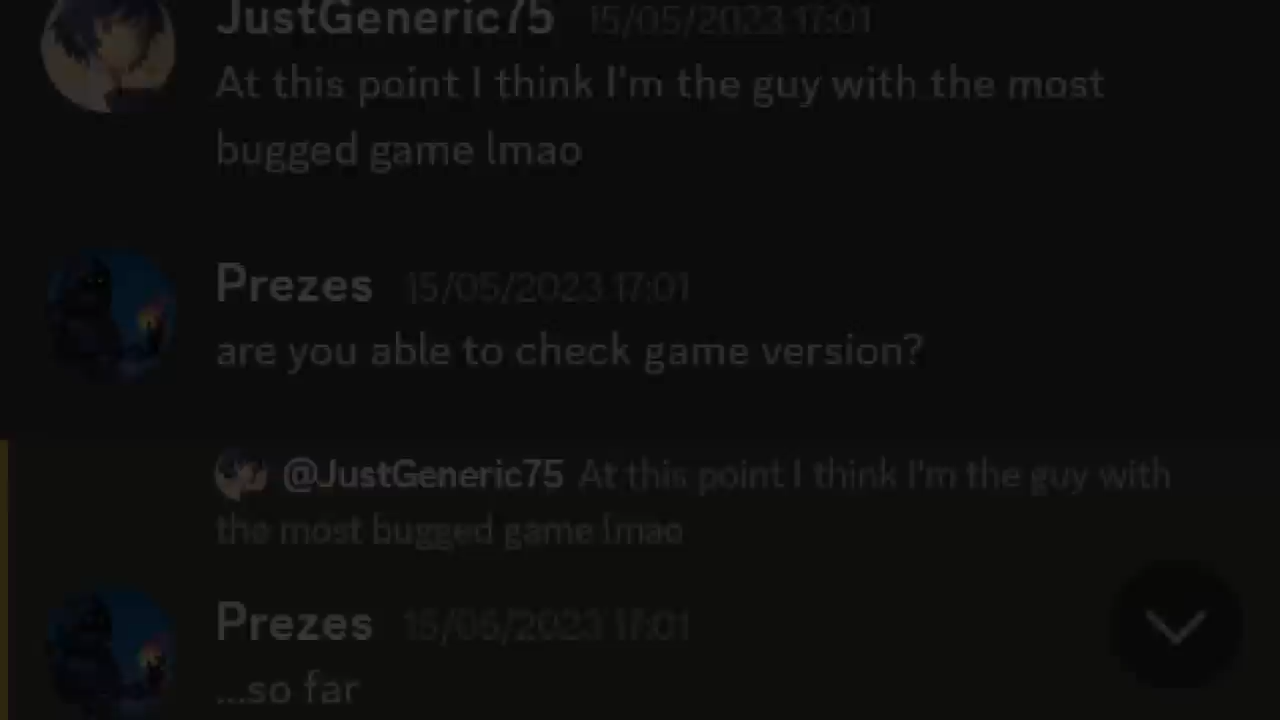 JustGeneric75 15/05/2023 17:01
At this point I think I'm the guy with the most
bugged game lmao
Prezes 15/05/2023 17:01
are you able to check game version?
@JustGeneric75 At this point I think I'm the guy with
the most bugged game lmao
Prezes 15/05/2023 17:01
...so far